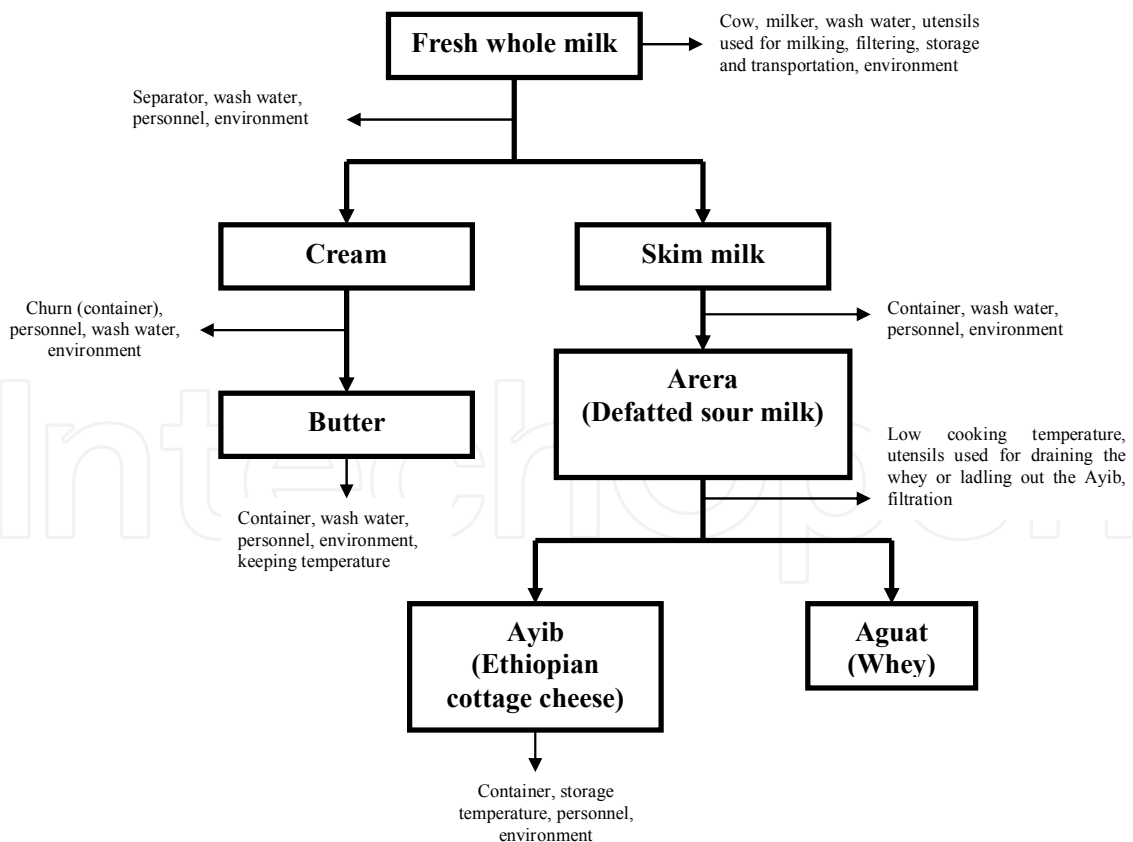 Fresh whole milk
Cow, milker, wash water, utensils
used for milking, filtering, storage
and transportation, environment
Separator, wash water,
personnel, environment
Cream
Skim milk
Churn (container),
personnel, wash water,
environment
Container, wash water,
personnel, environment
Butter
Arera
(Defatted sour milk)
Low cooking temperature,
utensils used for draining the
whey or ladling out the Ayib,
filtration
Container, wash water,
personnel, environment,
keeping temperature
Ayib
(Ethiopian
cottage cheese)
Aguat
(Whey)
Container, storage
temperature, personnel,
environment
IntechOpen